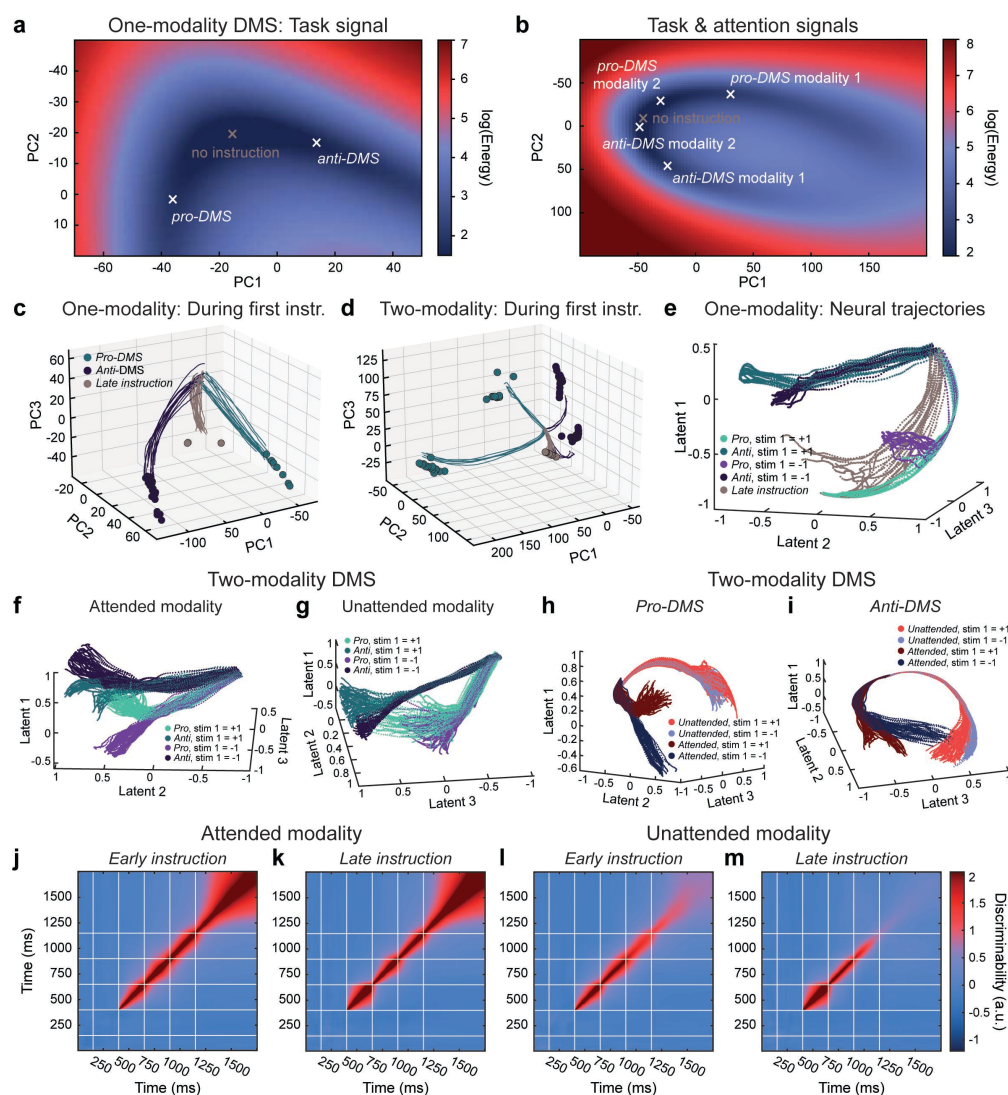 a
One-modality DMS: Task signal
PC2
-40
-30
-20
-10
0
10
no instruction
anti-DMS
pro-DMS
-60
-40
-20
0
20
40
PC1
7
6
5
4
3
2
log(Energy)
b
Task & attention signals
PC2
-50
0
50
100
pro-DMS
modality 2
pro-DMS modality 1
no instruction
anti-DMS modality 2
anti-DMS modality 1
-50
0
50
100
150
PC1
8
7
6
5
4
3
2
log(Energy)
c
One-modality: During first instr.
Pro-DMS
Anti-DMS
Late instruction
PC3
60
40
20
0
-20
-40
-20
0
20
40
60
PC2
-100
-50
0
-50
PC1
d
Two-modality: During first instr.
PC3
125
100
75
50
25
0
-25
-50
0
50
100
PC2
200
150
100
50
0
-50
PC1
e
One-modality: Neural trajectories
Latent 1
0.5
0
-0.5
-1
Pro, stim 1 = +1
Anti, stim 1 = +1
Pro, stim 1 = -1
Anti, stim 1 = -1
Late instruction
-1
-0.5
0
0.5
1
Latent 2
-1
0
1
Latent 3
Two-modality DMS
f
Attended modality
Latent 1
1
0.5
0
-0.5
Pro, stim 1 = +1
Anti, stim 1 = +1
Pro, stim 1 = -1
Anti, stim 1 = -1
1
0.5
0
-0.5
-1
Latent 2
1
0
-1
Latent 3
g
Unattended modality
Pro, stim 1 = +1
Anti, stim 1 = +1
Pro, stim 1 = -1
Anti, stim 1 = -1
Latent 1
1
0.5
0
-0.5
0.2
0.4
0.6
0.8
Latent 2
1
0.5
0
-0.5
Latent 3
Two-modality DMS
h
Pro-DMS
Latent 1
1
0.8
0.6
0.4
0.2
0
-0.2
-0.4
-0.6
Unattended, stim 1 = +1
Unattended, stim 1 = -1
Attended, stim 1 = +1
Attended, stim 1 = -1
1
0.5
0
-0.5
-1
Latent 2
-1
-0.5
0
0.5
1
Latent 3
i
Anti-DMS
Unattended, stim 1 = +1
Unattended, stim 1 = -1
Attended, stim 1 = +1
Attended, stim 1 = -1
Latent 1
1
0.5
0
-0.5
-1
-1
0
1
Latent 2
-1
-0.5
0
0.5
1
Latent 3
Attended modality
Unattended modality
j
Early instruction
Time (ms)
1500
1250
1000
750
500
250
250
500
750
1000
1250
1500
Time (ms)
k
Late instruction
1500
1250
1000
750
500
250
250
500
750
1000
1250
1500
Time (ms)
l
Early instruction
1500
1250
1000
750
500
250
250
500
750
1000
1250
1500
Time (ms)
m
Late instruction
1500
1250
1000
750
500
250
250
500
750
1000
1250
1500
Time (ms)
2
1.5
1
0.5
0
-0.5
-1
Discriminability (a.u.)